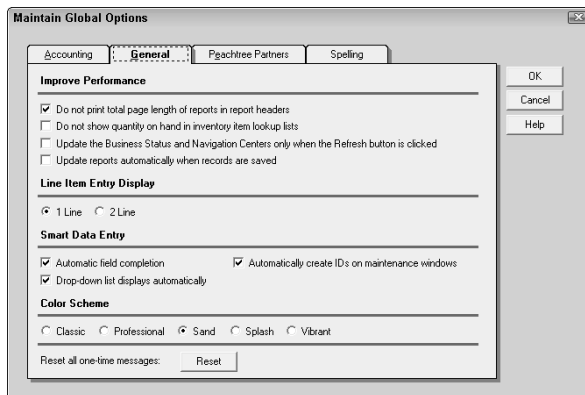 Maintain Global Options
Accounting General Peachtree Partners Spelling
Improve Performance
OK
Do not print total page length of reports in report headers
Cancel
Do not show quantity on hand in inventory item lookup lists
Help
Update the Business Status and Navigation Centers only when the Refresh button is clicked
Update reports automatically when records are saved
Line Item Entry Display
1 Line 2 Line
Smart Data Entry
Automatic field completion Automatically create IDs on maintenance windows
Drop-down list displays automatically
Color Scheme
Classic Professional Sand Splash Vibrant
Reset all one-time messages: Reset